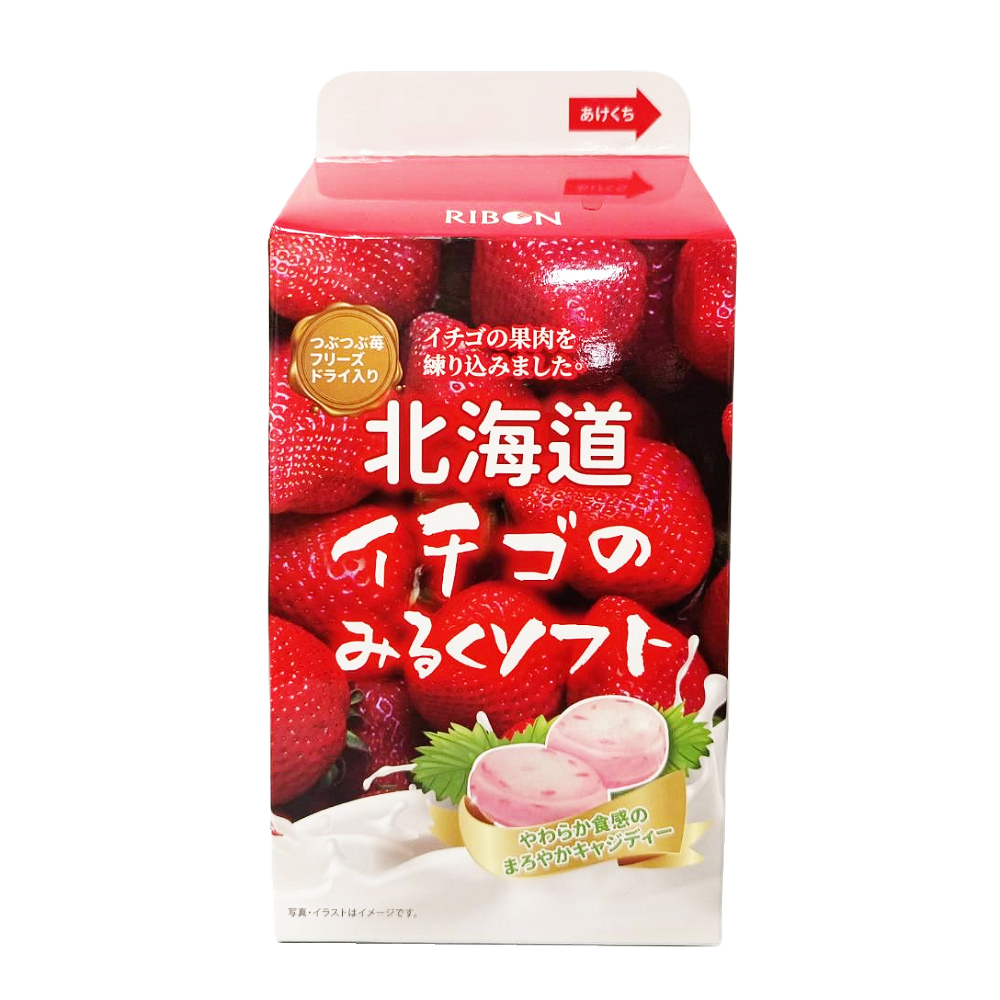 あけくち
RIBON
つぶつぶ苺
フリーズ
ドライ入り
イチゴの果肉を
練り込みました。
北海道
イチゴの
みるくソフト
やわらか食感の
まろやかキャンディー
写真・イラストはイメージです。